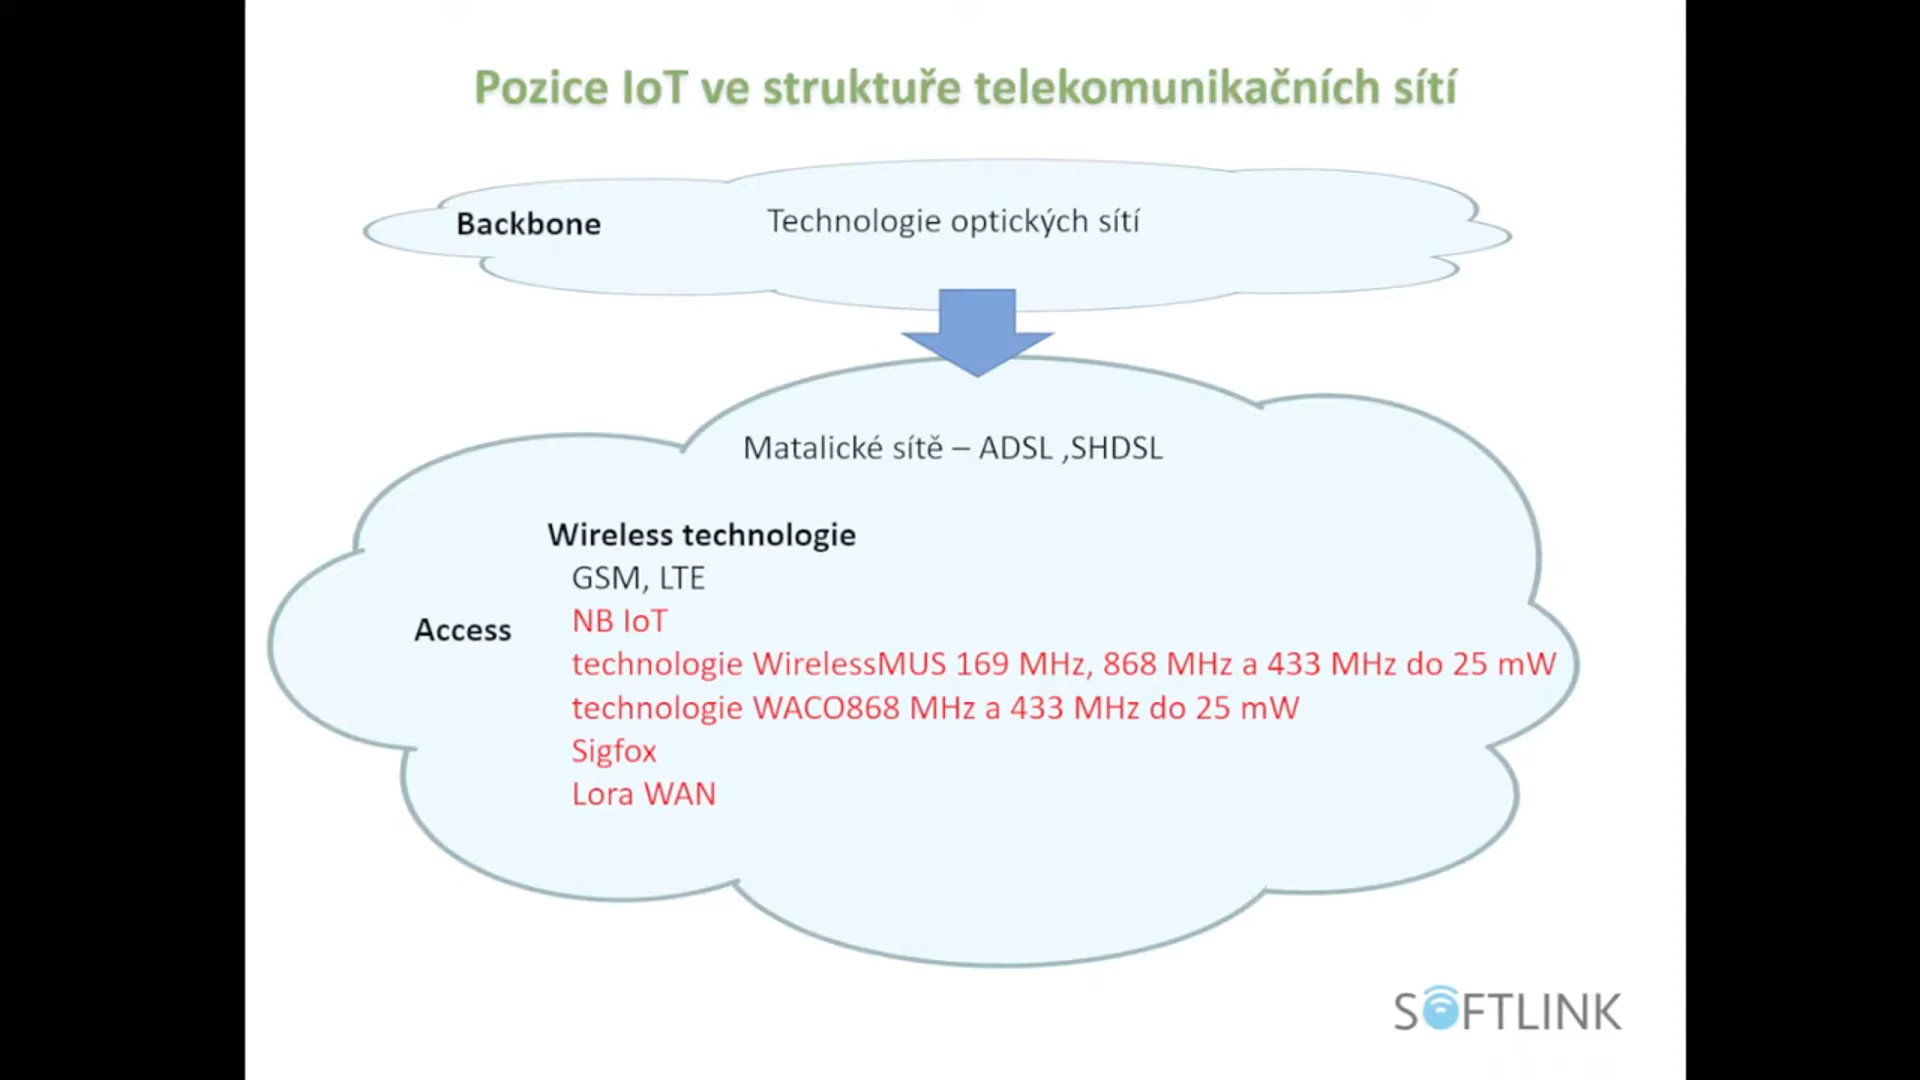 Pozice IoT ve struktuře telekomunikačních sítí
Backbone
Technologie optických sítí
Matalické sítě – ADSL ,SHDSL
Wireless technologie
GSM, LTE
NB IoT
Access
technologie WirelessMUS 169 MHz, 868 MHz a 433 MHz do 25 mW
technologie WACO868 MHz a 433 MHz do 25 mW
Sigfox
Lora WAN
SOFTLINK